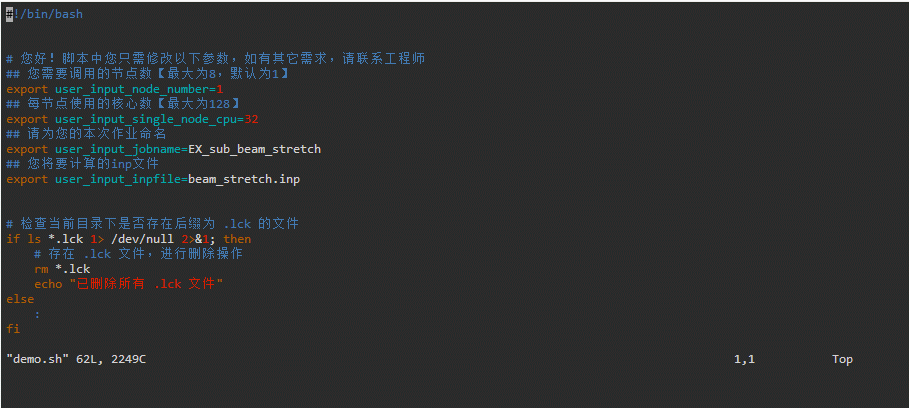 #!/bin/bash
# 您好！脚本中您只需修改以下参数，如有其它需求，请联系工程师
## 您需要调用的节点数【最大为8，默认为1】
export user_input_node_number=1
## 每节点使用的核心数【最大为128】
export user_input_single_node_cpu=32
## 请为您的本次作业命名
export user_input_jobname=EX_sub_beam_stretch
## 您将要计算的inp文件
export user_input_inpfile=beam_stretch.inp
# 检查当前目录下是否存在后缀为 .lck 的文件
if ls *.lck 1> /dev/null 2>&1; then
    # 存在 .lck 文件，进行删除操作
    rm *.lck
    echo "已删除所有 .lck 文件"
else
    :
fi
"demo.sh" 62L, 2249C 1,1 Top